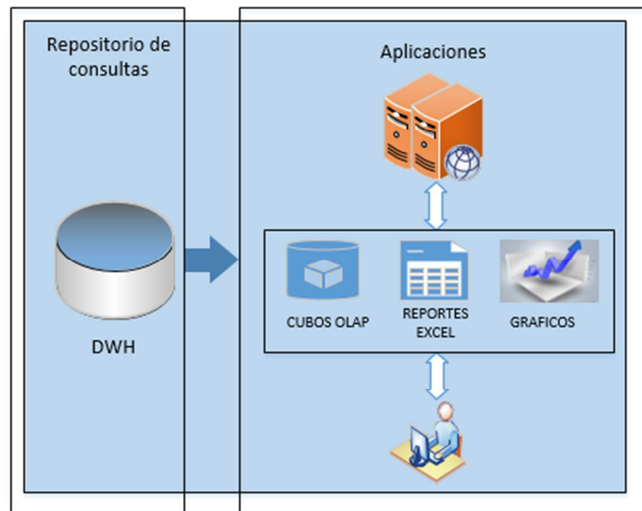 Repositorio de
consultas
DWH
Aplicaciones
CUBOS OLAP
REPORTES
EXCEL
GRAFICOS